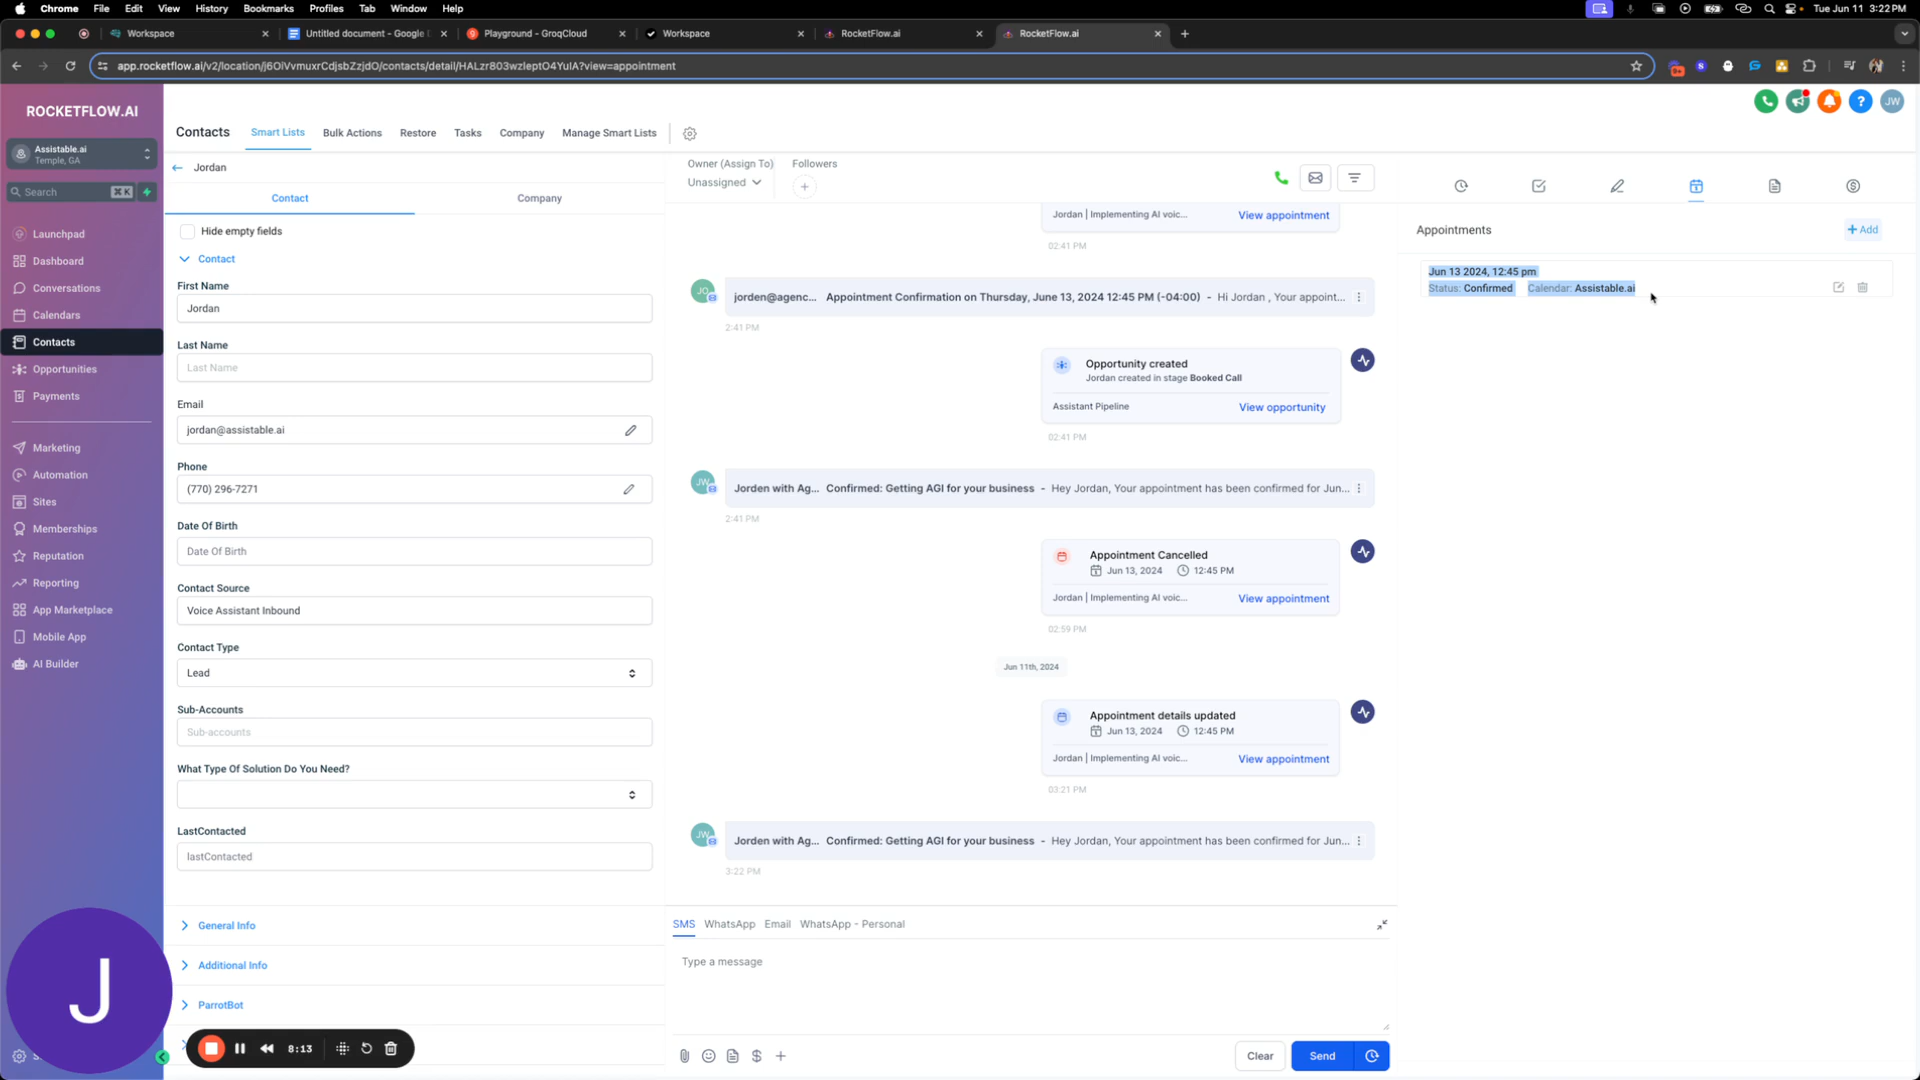 Chrome File Edit View History Bookmarks Profiles Tab Window Help
Tue Jun 11 3:22 PM
Workspace
Untitled document - Google D
Playground - GroqCloud
Workspace
RocketFlow.ai
RocketFlow.ai
app.rocketflow.ai/v2/location/j6OiVvmuxrCdjsbZzjdO/contacts/detail/HALzr803wzIeptO4YulA?view=appointment
9+
ROCKETFLOW.AI
Assistable.ai
Temple, GA
Search ⌘ K
Launchpad
Dashboard
Conversations
Calendars
Contacts
Opportunities
Payments
Marketing
Automation
Sites
Memberships
Reputation
Reporting
App Marketplace
Mobile App
AI Builder
J
8:13
Contacts Smart Lists Bulk Actions Restore Tasks Company Manage Smart Lists
JW
Jordan
Contact Company
Hide empty fields
Contact
First Name
Jordan
Last Name
Last Name
Email
jordan@assistable.ai
Phone
(770) 296-7271
Date Of Birth
Date Of Birth
Contact Source
Voice Assistant Inbound
Contact Type
Lead
Sub-Accounts
Sub-accounts
What Type Of Solution Do You Need?
LastContacted
lastContacted
General Info
Additional Info
ParrotBot
Owner (Assign To) Followers
Unassigned
Jordan | Implementing AI voic... View appointment
02:41 PM
JO jorden@agenc... Appointment Confirmation on Thursday, June 13, 2024 12:45 PM (-04:00) - Hi Jordan , Your appoint...
2:41 PM
Opportunity created
Jordan created in stage Booked Call
Assistant Pipeline View opportunity
02:41 PM
JW Jorden with Ag... Confirmed: Getting AGI for your business - Hey Jordan, Your appointment has been confirmed for Jun...
2:41 PM
Appointment Cancelled
Jun 13, 2024 12:45 PM
Jordan | Implementing AI voic... View appointment
02:59 PM
Jun 11th, 2024
Appointment details updated
Jun 13, 2024 12:45 PM
Jordan | Implementing AI voic... View appointment
03:21 PM
JW Jorden with Ag... Confirmed: Getting AGI for your business - Hey Jordan, Your appointment has been confirmed for Jun...
3:22 PM
SMS WhatsApp Email WhatsApp - Personal
Type a message
Clear Send
Appointments + Add
Jun 13 2024, 12:45 pm
Status: Confirmed Calendar: Assistable.ai